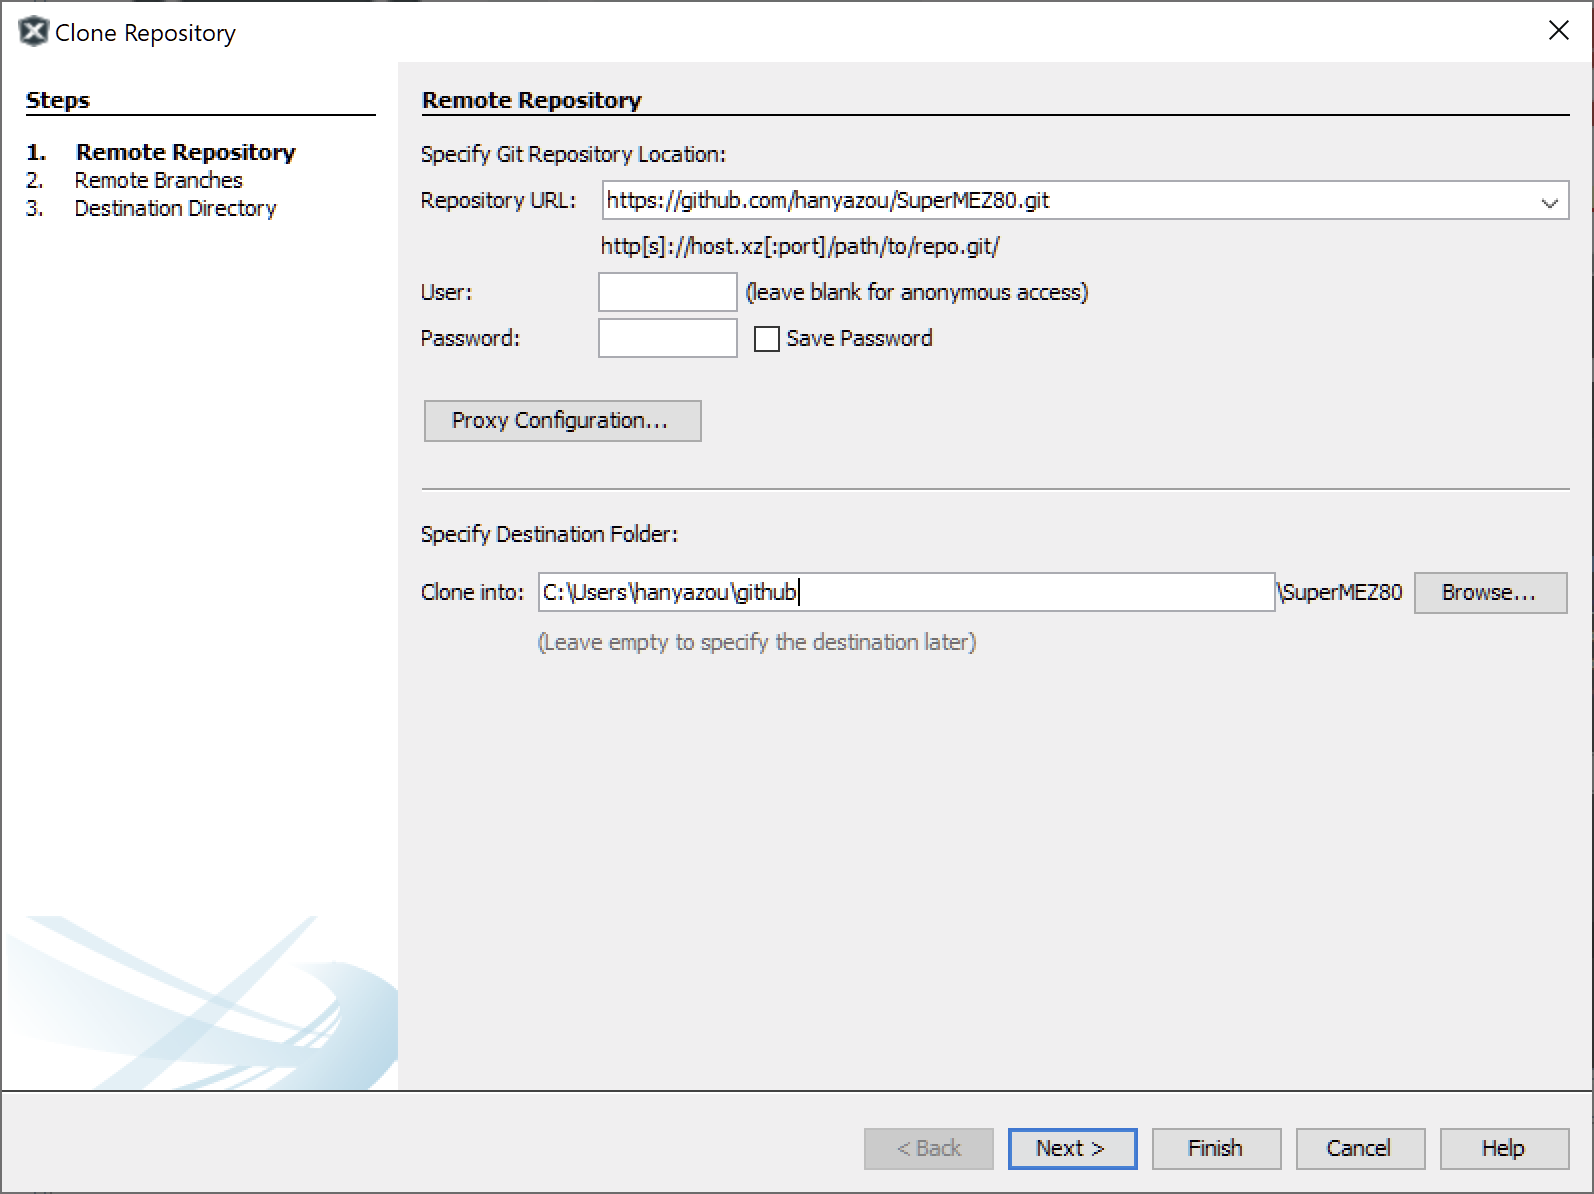 Clone Repository
Steps
1. Remote Repository
2. Remote Branches
3. Destination Directory
Remote Repository
Specify Git Repository Location:
Repository URL: https://github.com/hanyazou/SuperMEZ80.git
http[s]://host.xz[:port]/path/to/repo.git/
User: (leave blank for anonymous access)
Password: Save Password
Proxy Configuration...
Specify Destination Folder:
Clone into: C:\Users\hanyazou\github \SuperMEZ80 Browse...
(Leave empty to specify the destination later)
< Back Next > Finish Cancel Help